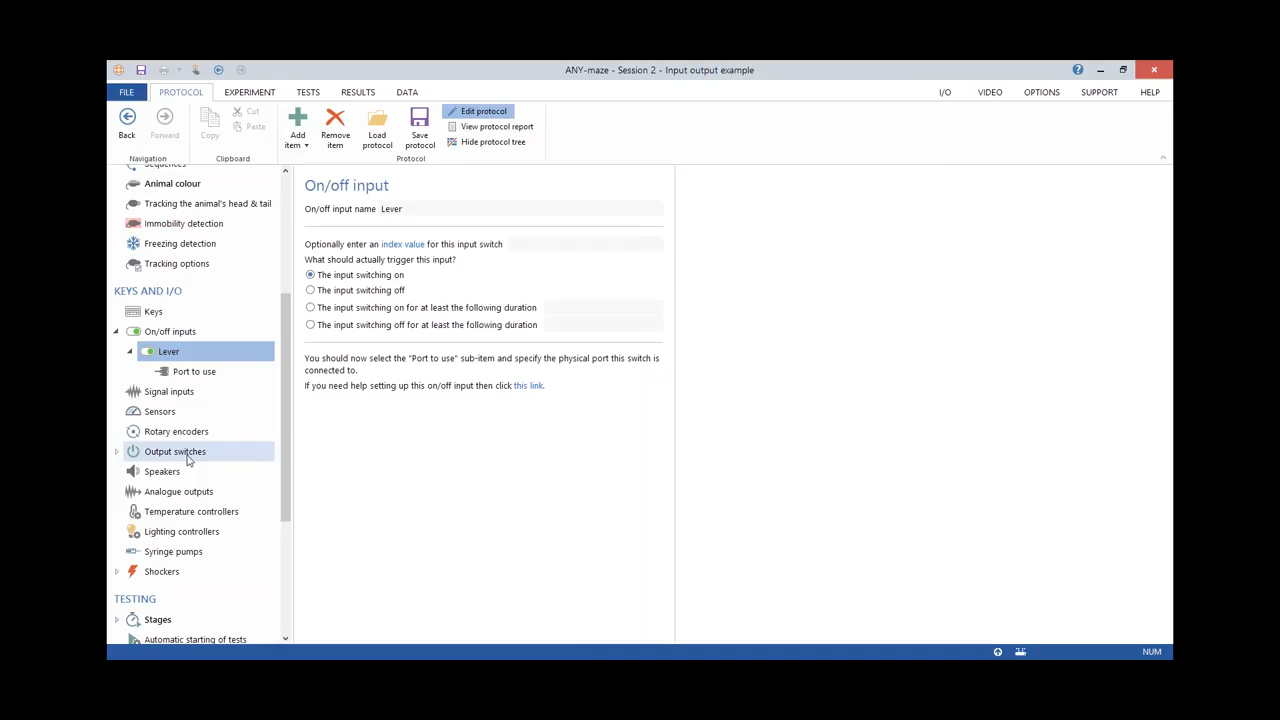 ANY-maze - Session 2 - Input output example
FILE PROTOCOL EXPERIMENT TESTS RESULTS DATA I/O VIDEO OPTIONS SUPPORT HELP
Back
Forward
Navigation
Copy
Cut
Paste
Clipboard
Add item
Remove item
Load protocol
Save protocol
Edit protocol
View protocol report
Hide protocol tree
Protocol
Sequences
Animal colour
Tracking the animal's head & tail
Immobility detection
Freezing detection
Tracking options
KEYS AND I/O
Keys
On/off inputs
Lever
Port to use
Signal inputs
Sensors
Rotary encoders
Output switches
Speakers
Analogue outputs
Temperature controllers
Lighting controllers
Syringe pumps
Shockers
TESTING
Stages
Automatic starting of tests
On/off input
On/off input name Lever
Optionally enter an index value for this input switch
What should actually trigger this input?
The input switching on
The input switching off
The input switching on for at least the following duration
The input switching off for at least the following duration
You should now select the "Port to use" sub-item and specify the physical port this switch is
connected to.
If you need help setting up this on/off input then click this link.
NUM